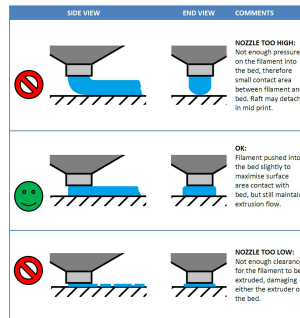 SIDE VIEW
END VIEW
COMMENTS
NOZZLE TOO HIGH:
Not enough pressure
on the filament into
the bed, therefore
small contact area
between filament and
bed. Raft may detach
in mid print.
OK:
Filament pushed into
the bed slightly to
maximise surface
area contact with
bed, but still maintain
extrusion flow.
NOZZLE TOO LOW:
Not enough clearance
for the filament to be
extruded, damaging
either the extruder or
the bed.